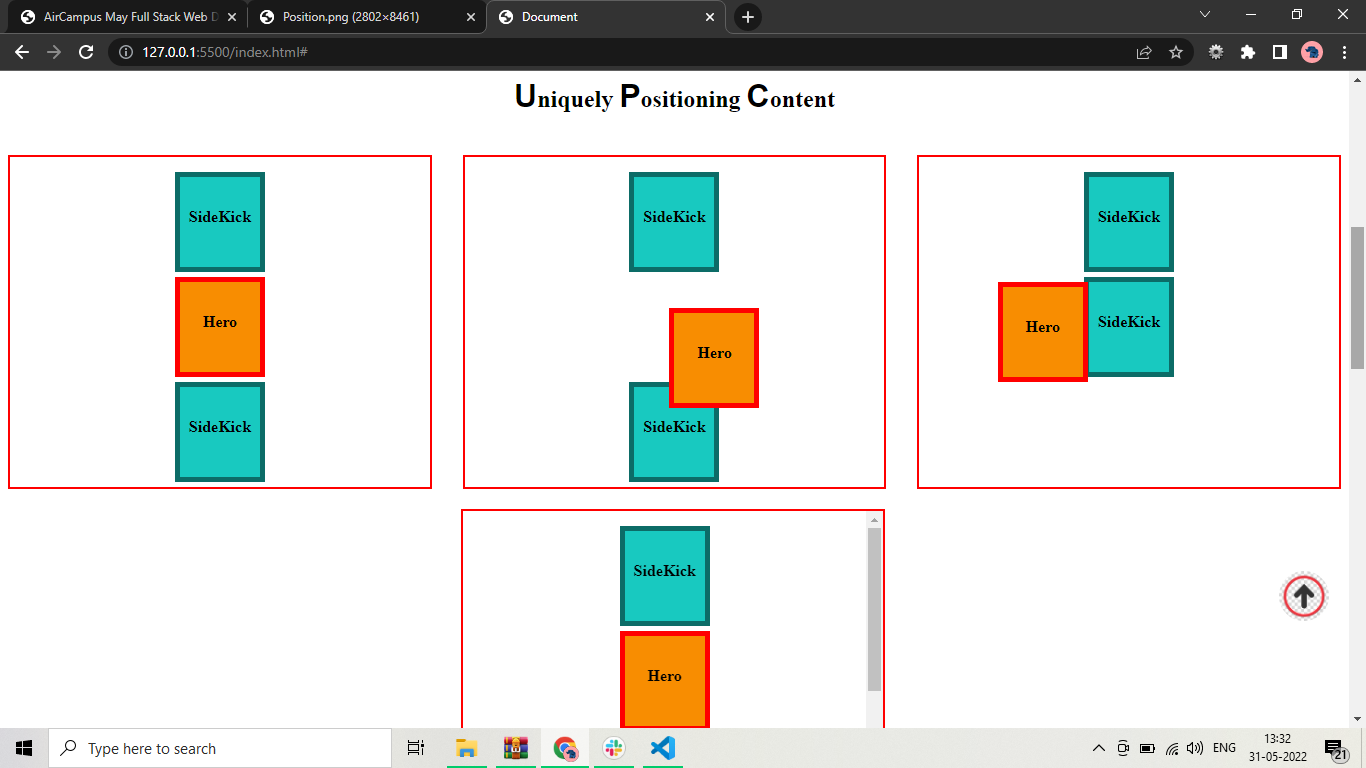 AirCampus May Full Stack Web D
Position.png (2802×8461)
Document
127.0.0.1:5500/index.html#
Uniquely Positioning Content
SideKick
Hero
SideKick
SideKick
Hero
SideKick
SideKick
Hero
SideKick
SideKick
Hero
Type here to search
ENG
13:32
31-05-2022
21